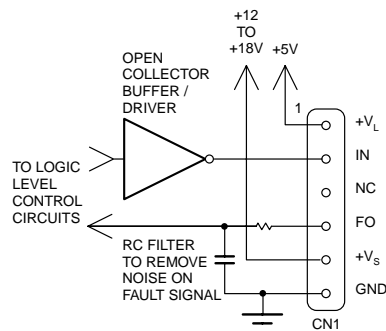 +12
TO
+18V
+5V
OPEN
COLLECTOR
BUFFER /
DRIVER
1
+VL
IN
NC
FO
+VS
GND
CN1
TO LOGIC
LEVEL
CONTROL
CIRCUITS
RC FILTER
TO REMOVE
NOISE ON
FAULT SIGNAL